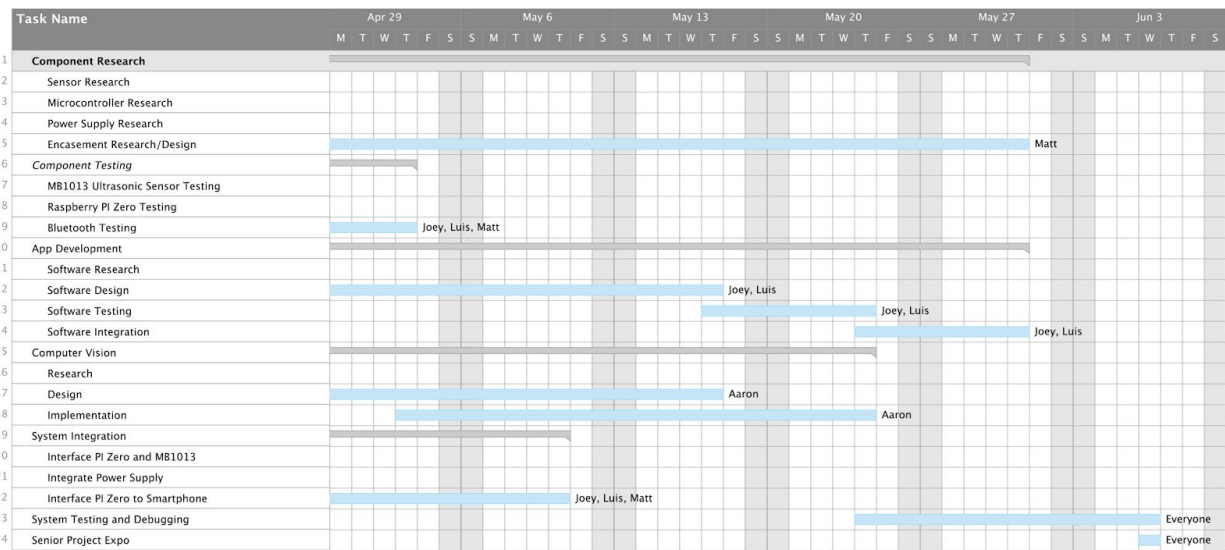 Task Name Apr 29 May 6 May 13 May 20 May 27 Jun 3
M T W T F S S M T W T F S S M T W T F S S M T W T F S S M T W T F S S M T W T F S
1 Component Research
2 Sensor Research
3 Microcontroller Research
4 Power Supply Research
5 Encasement Research/Design Matt
6 Component Testing
7 MB1013 Ultrasonic Sensor Testing
8 Raspberry PI Zero Testing
9 Bluetooth Testing Joey, Luis, Matt
0 App Development
1 Software Research
2 Software Design Joey, Luis
3 Software Testing Joey, Luis
4 Software Integration Joey, Luis
5 Computer Vision
6 Research
7 Design Aaron
8 Implementation Aaron
9 System Integration
0 Interface PI Zero and MB1013
1 Integrate Power Supply
2 Interface PI Zero to Smartphone Joey, Luis, Matt
3 System Testing and Debugging Everyone
4 Senior Project Expo Everyone